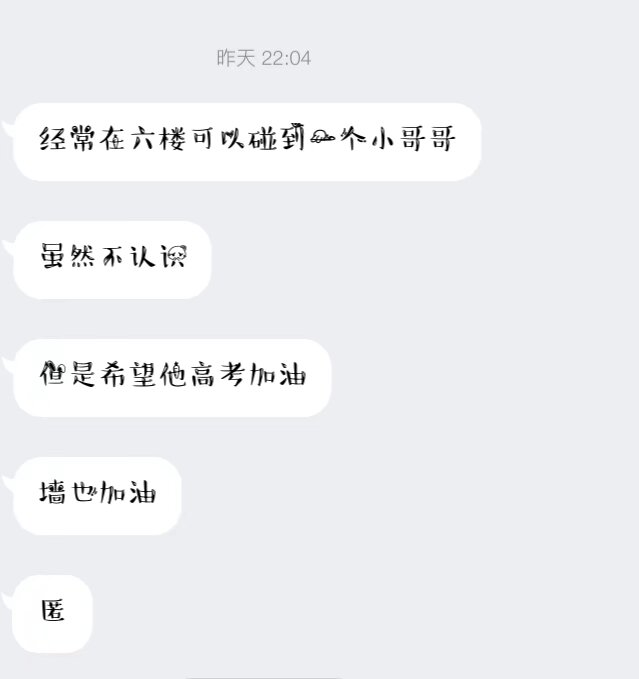 昨天 22:04
经常在六楼可以碰到一个小哥哥
虽然不认识
但是希望他高考加油
墙也加油
匿